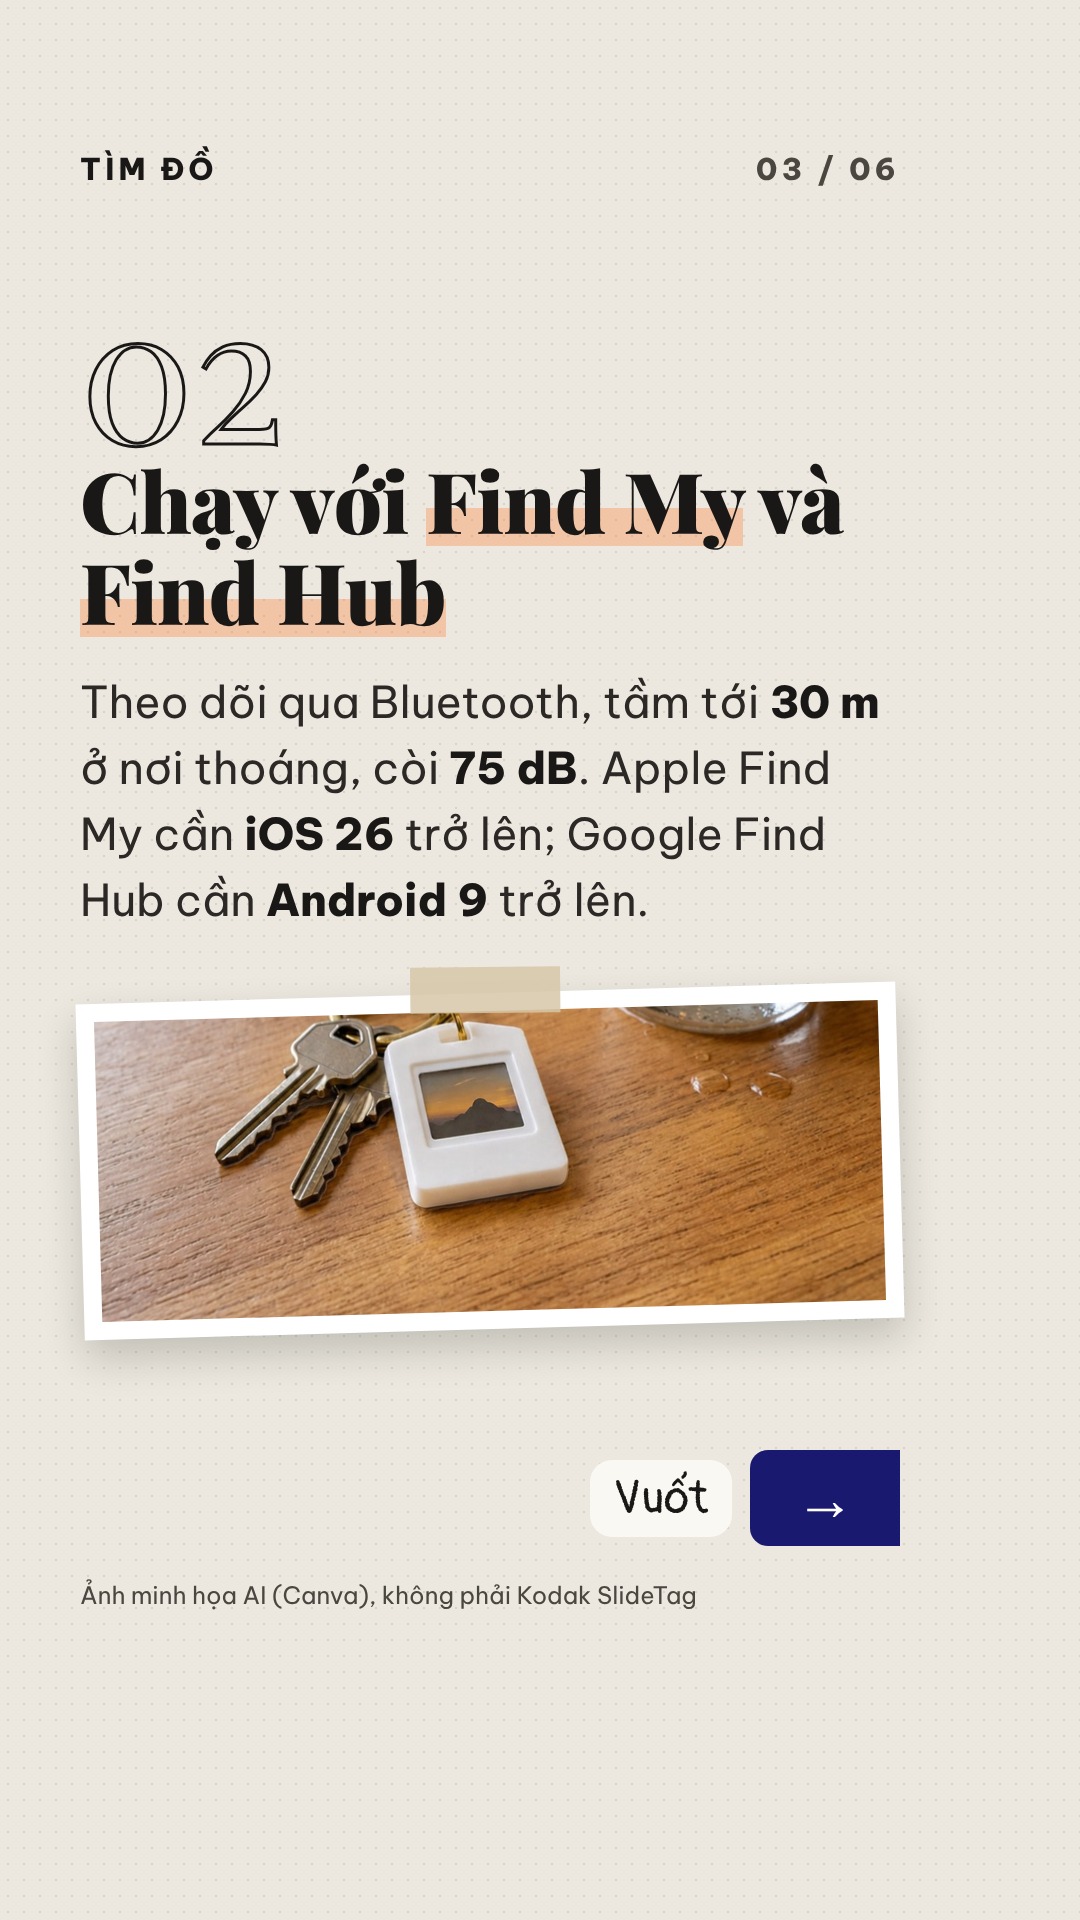 TÌM ĐỒ
03 / 06
02
Chạy với Find My và
Find Hub
Theo dõi qua Bluetooth, tầm tới 30 m
ở nơi thoáng, còi 75 dB. Apple Find
My cần iOS 26 trở lên; Google Find
Hub cần Android 9 trở lên.
Vuốt →
Ảnh minh họa AI (Canva), không phải Kodak SlideTag